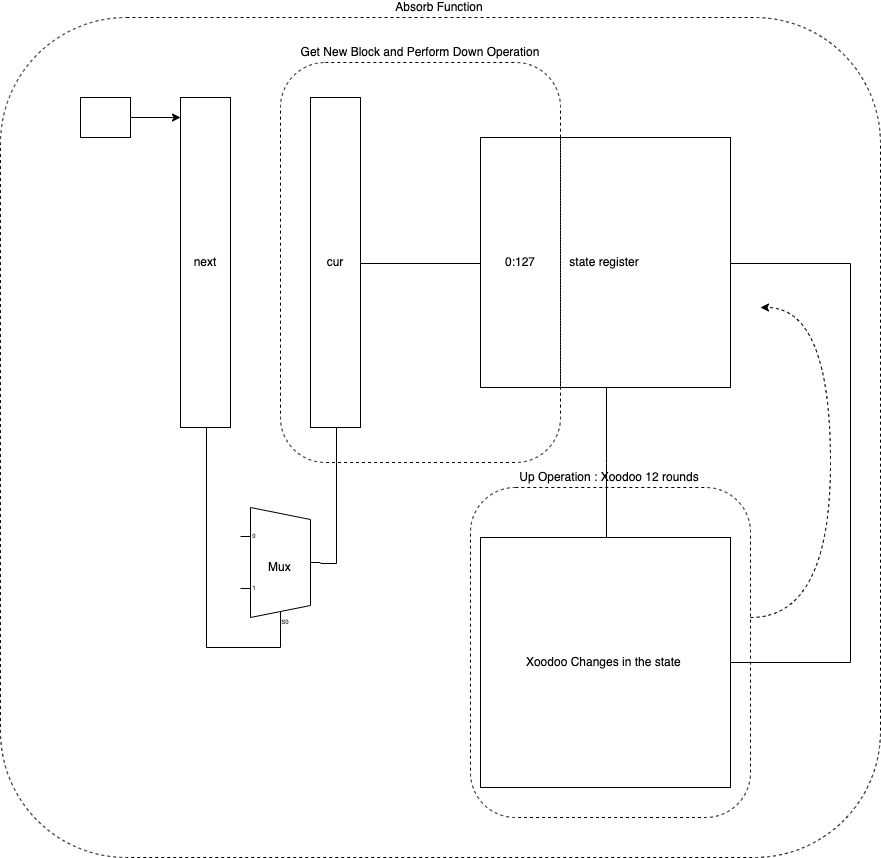 Absorb Function
Get New Block and Perform Down Operation
next
cur
0:127
state register
Up Operation : Xoodoo 12 rounds
0
Mux
1
S0
Xoodoo Changes in the state